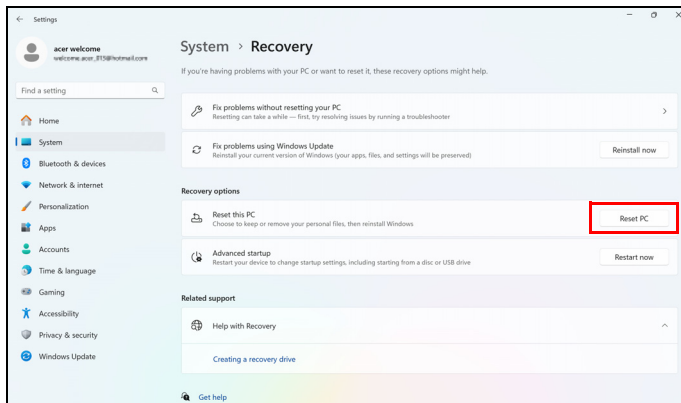 Settings
acer welcome
System > Recovery
If you're having problems with your PC or want to reset it, these recovery options might help.
Find a setting
Home
System
Bluetooth & devices
Network & internet
Personalization
Apps
Accounts
Time & language
Gaming
Accessibility
Privacy & security
Windows Update
Fix problems without resetting your PC
Resetting can take a while — first, try resolving issues by running a troubleshooter
Fix problems using Windows Update
Reinstall your current version of Windows (your apps, files, and settings will be preserved)
Reinstall now
Recovery options
Reset this PC
Choose to keep or remove your personal files, then reinstall Windows
Reset PC
Advanced startup
Restart your device to change startup settings, including starting from a disc or USB drive
Restart now
Related support
Help with Recovery
Creating a recovery drive
Get help